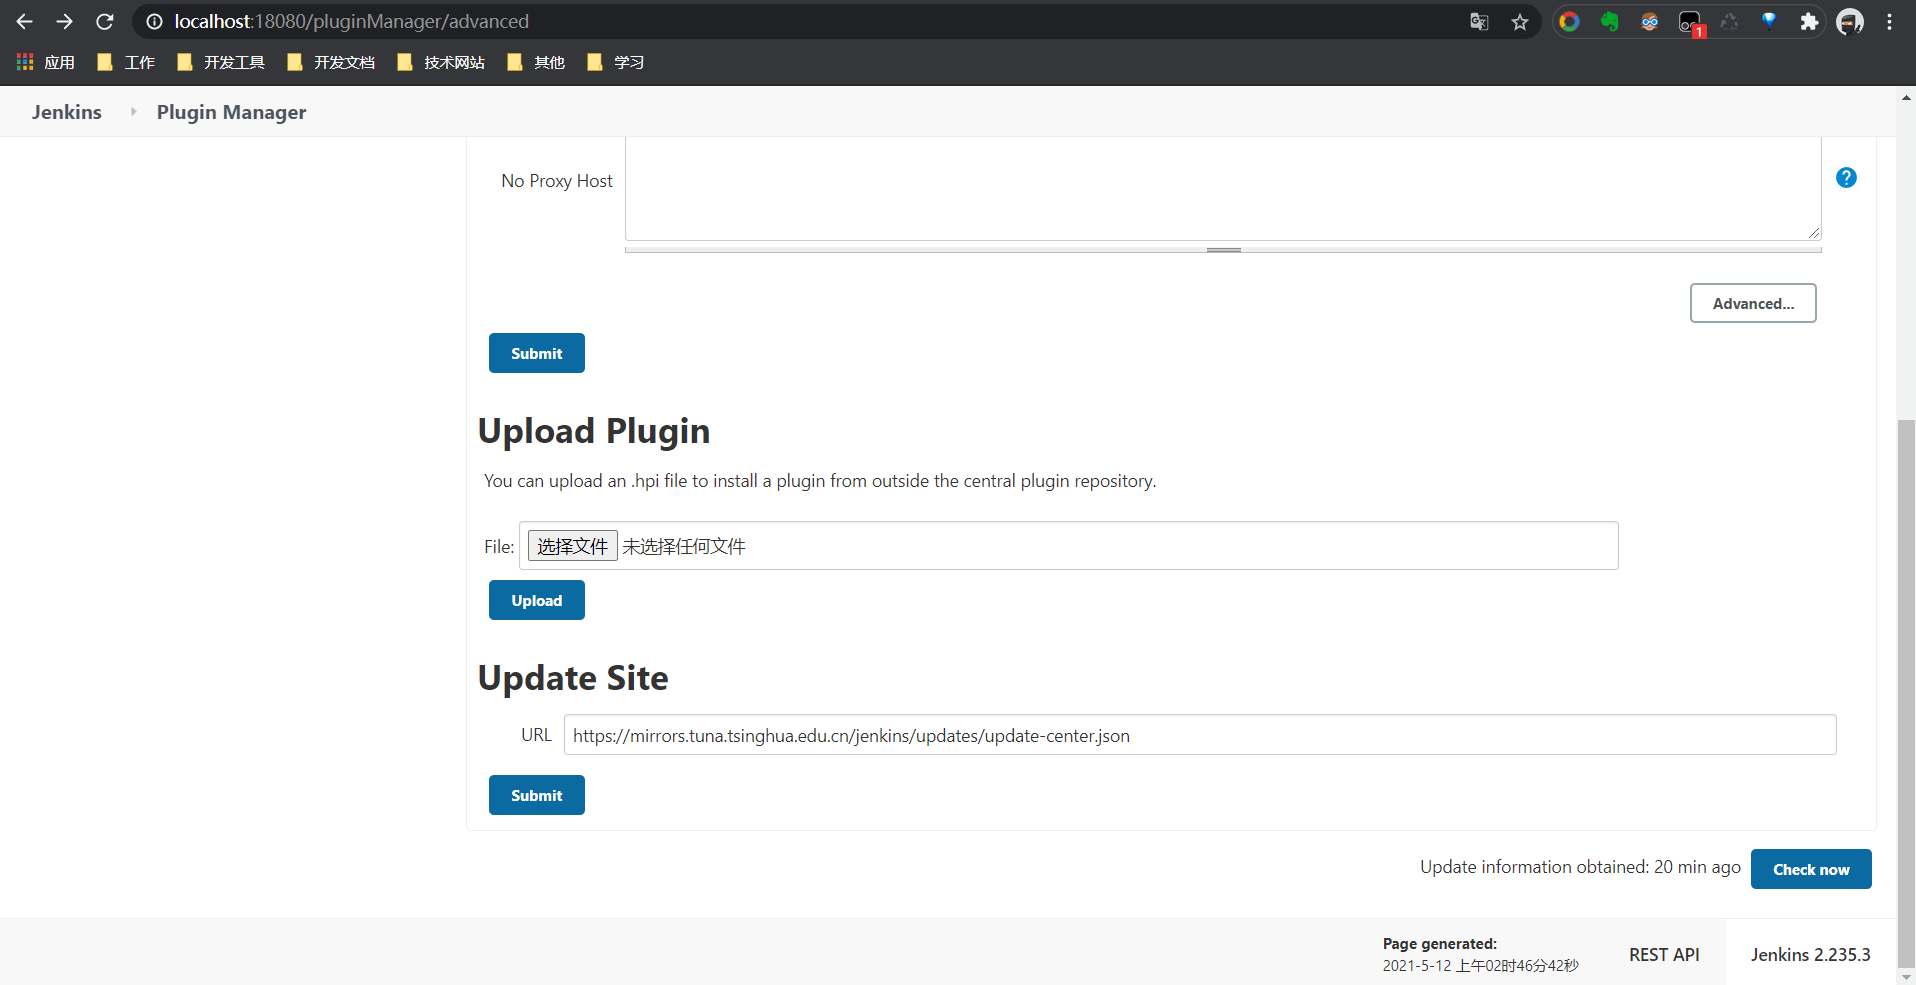 localhost:18080/pluginManager/advanced
1
应用 工作 开发工具 开发文档 技术网站 其他 学习
Jenkins Plugin Manager
No Proxy Host
?
Advanced...
Submit
Upload Plugin
You can upload an .hpi file to install a plugin from outside the central plugin repository.
File: 选择文件 未选择任何文件
Upload
Update Site
URL https://mirrors.tuna.tsinghua.edu.cn/jenkins/updates/update-center.json
Submit
Update information obtained: 20 min ago Check now
Page generated:
2021-5-12 上午02时46分42秒
REST API
Jenkins 2.235.3